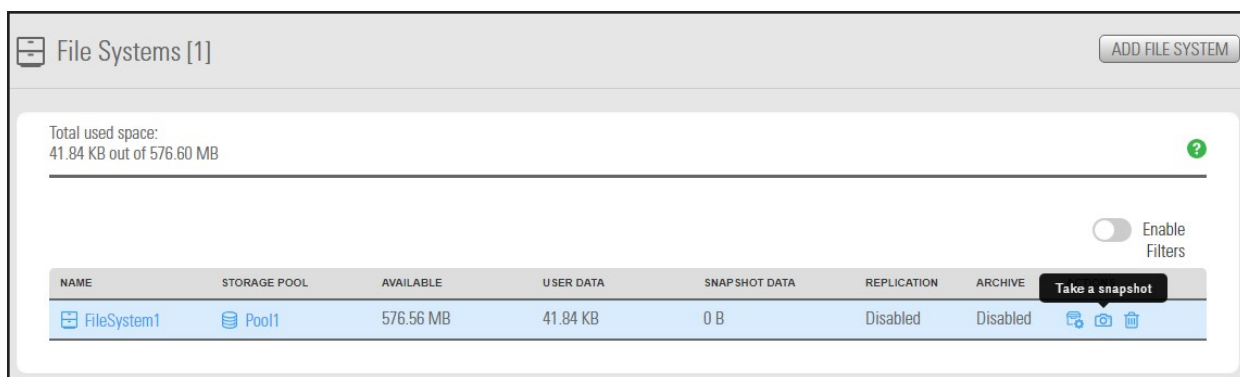 File Systems [1]
ADD FILE SYSTEM
Total used space:
41.84 KB out of 576.60 MB
?
Enable
Filters
NAME STORAGE POOL AVAILABLE USER DATA SNAPSHOT DATA REPLICATION ARCHIVE
Take a snapshot
FileSystem1 Pool1 576.56 MB 41.84 KB 0 B Disabled Disabled